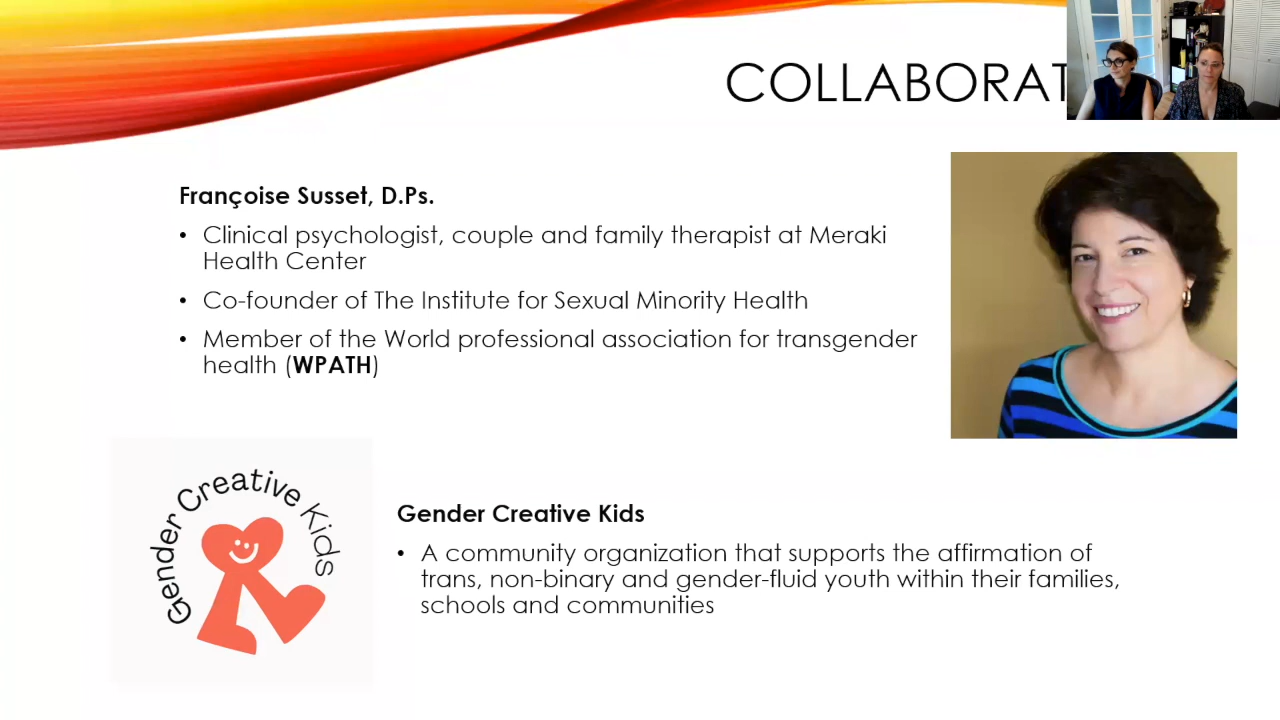 COLLABORAT
Françoise Susset, D.Ps.
• Clinical psychologist, couple and family therapist at Meraki
Health Center
• Co-founder of The Institute for Sexual Minority Health
• Member of the World professional association for transgender
health (WPATH)
Gender Creative Kids
Gender Creative Kids
• A community organization that supports the affirmation of
trans, non-binary and gender-fluid youth within their families,
schools and communities